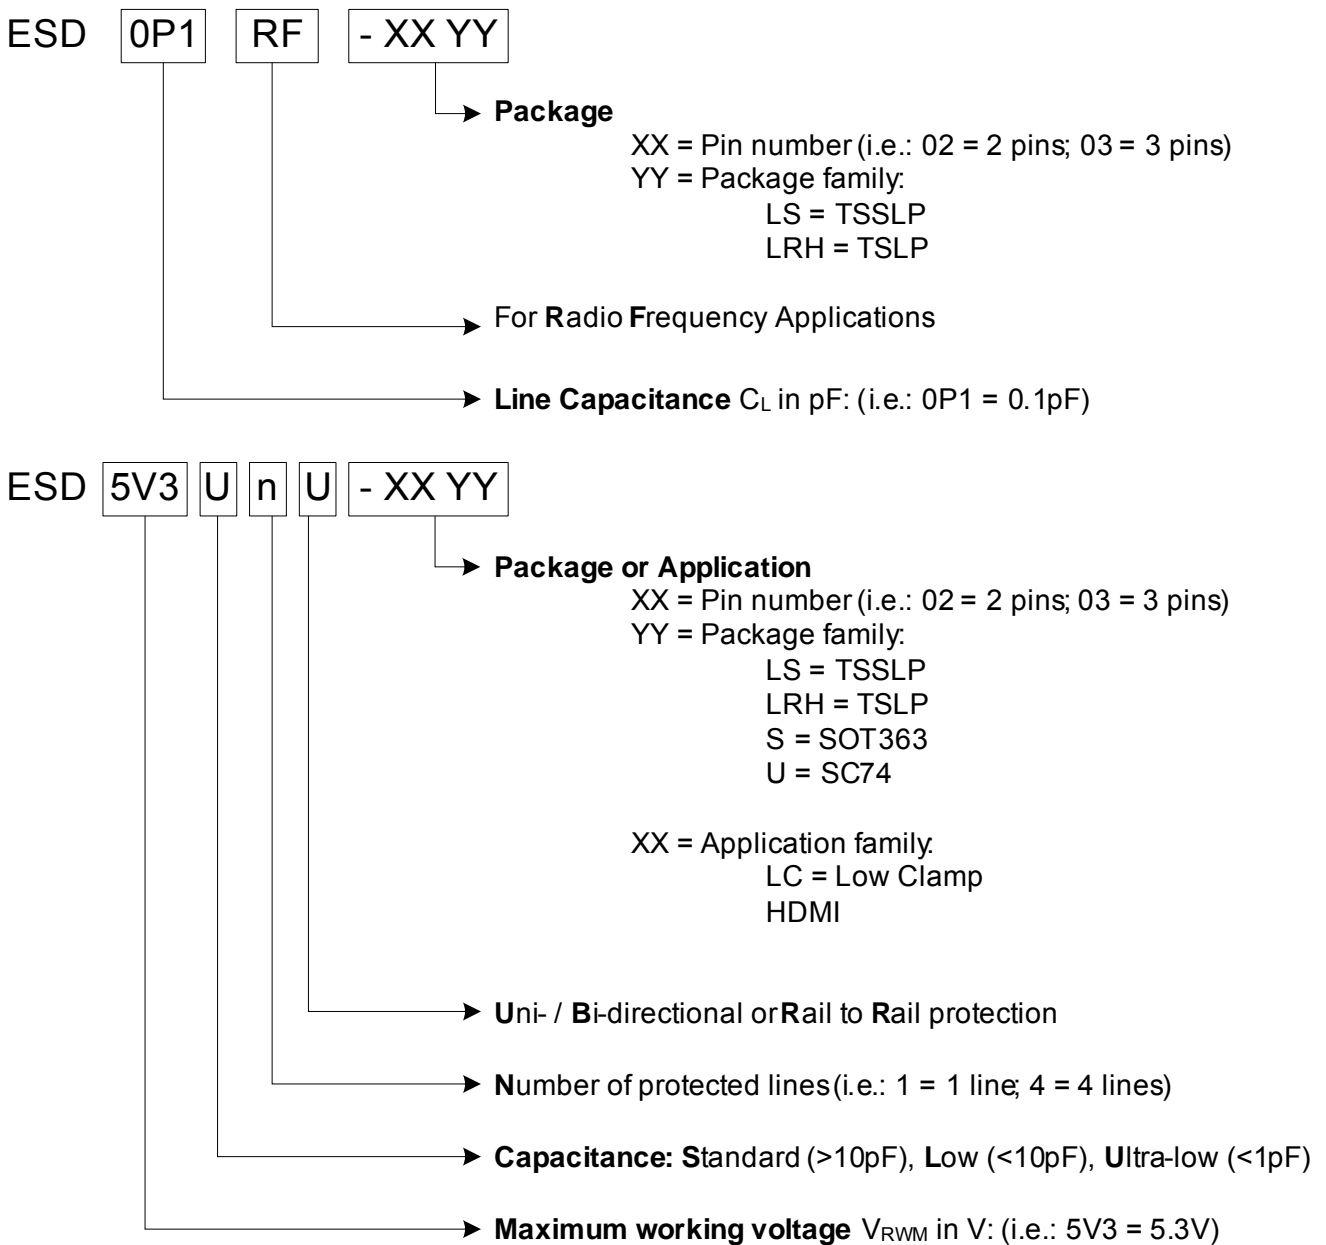 ESD 0P1 RF - XX YY
Package
XX = Pin number (i.e.: 02 = 2 pins; 03 = 3 pins)
YY = Package family:
LS = TSSLP
LRH = TSLP
For Radio Frequency Applications
Line Capacitance CL in pF: (i.e.: 0P1 = 0.1pF)
ESD 5V3 U n U - XX YY
Package or Application
XX = Pin number (i.e.: 02 = 2 pins; 03 = 3 pins)
YY = Package family:
LS = TSSLP
LRH = TSLP
S = SOT363
U = SC74
XX = Application family:
LC = Low Clamp
HDMI
Uni- / Bi-directional or Rail to Rail protection
Number of protected lines (i.e.: 1 = 1 line; 4 = 4 lines)
Capacitance: Standard (>10pF), Low (<10pF), Ultra-low (<1pF)
Maximum working voltage VRWM in V: (i.e.: 5V3 = 5.3V)